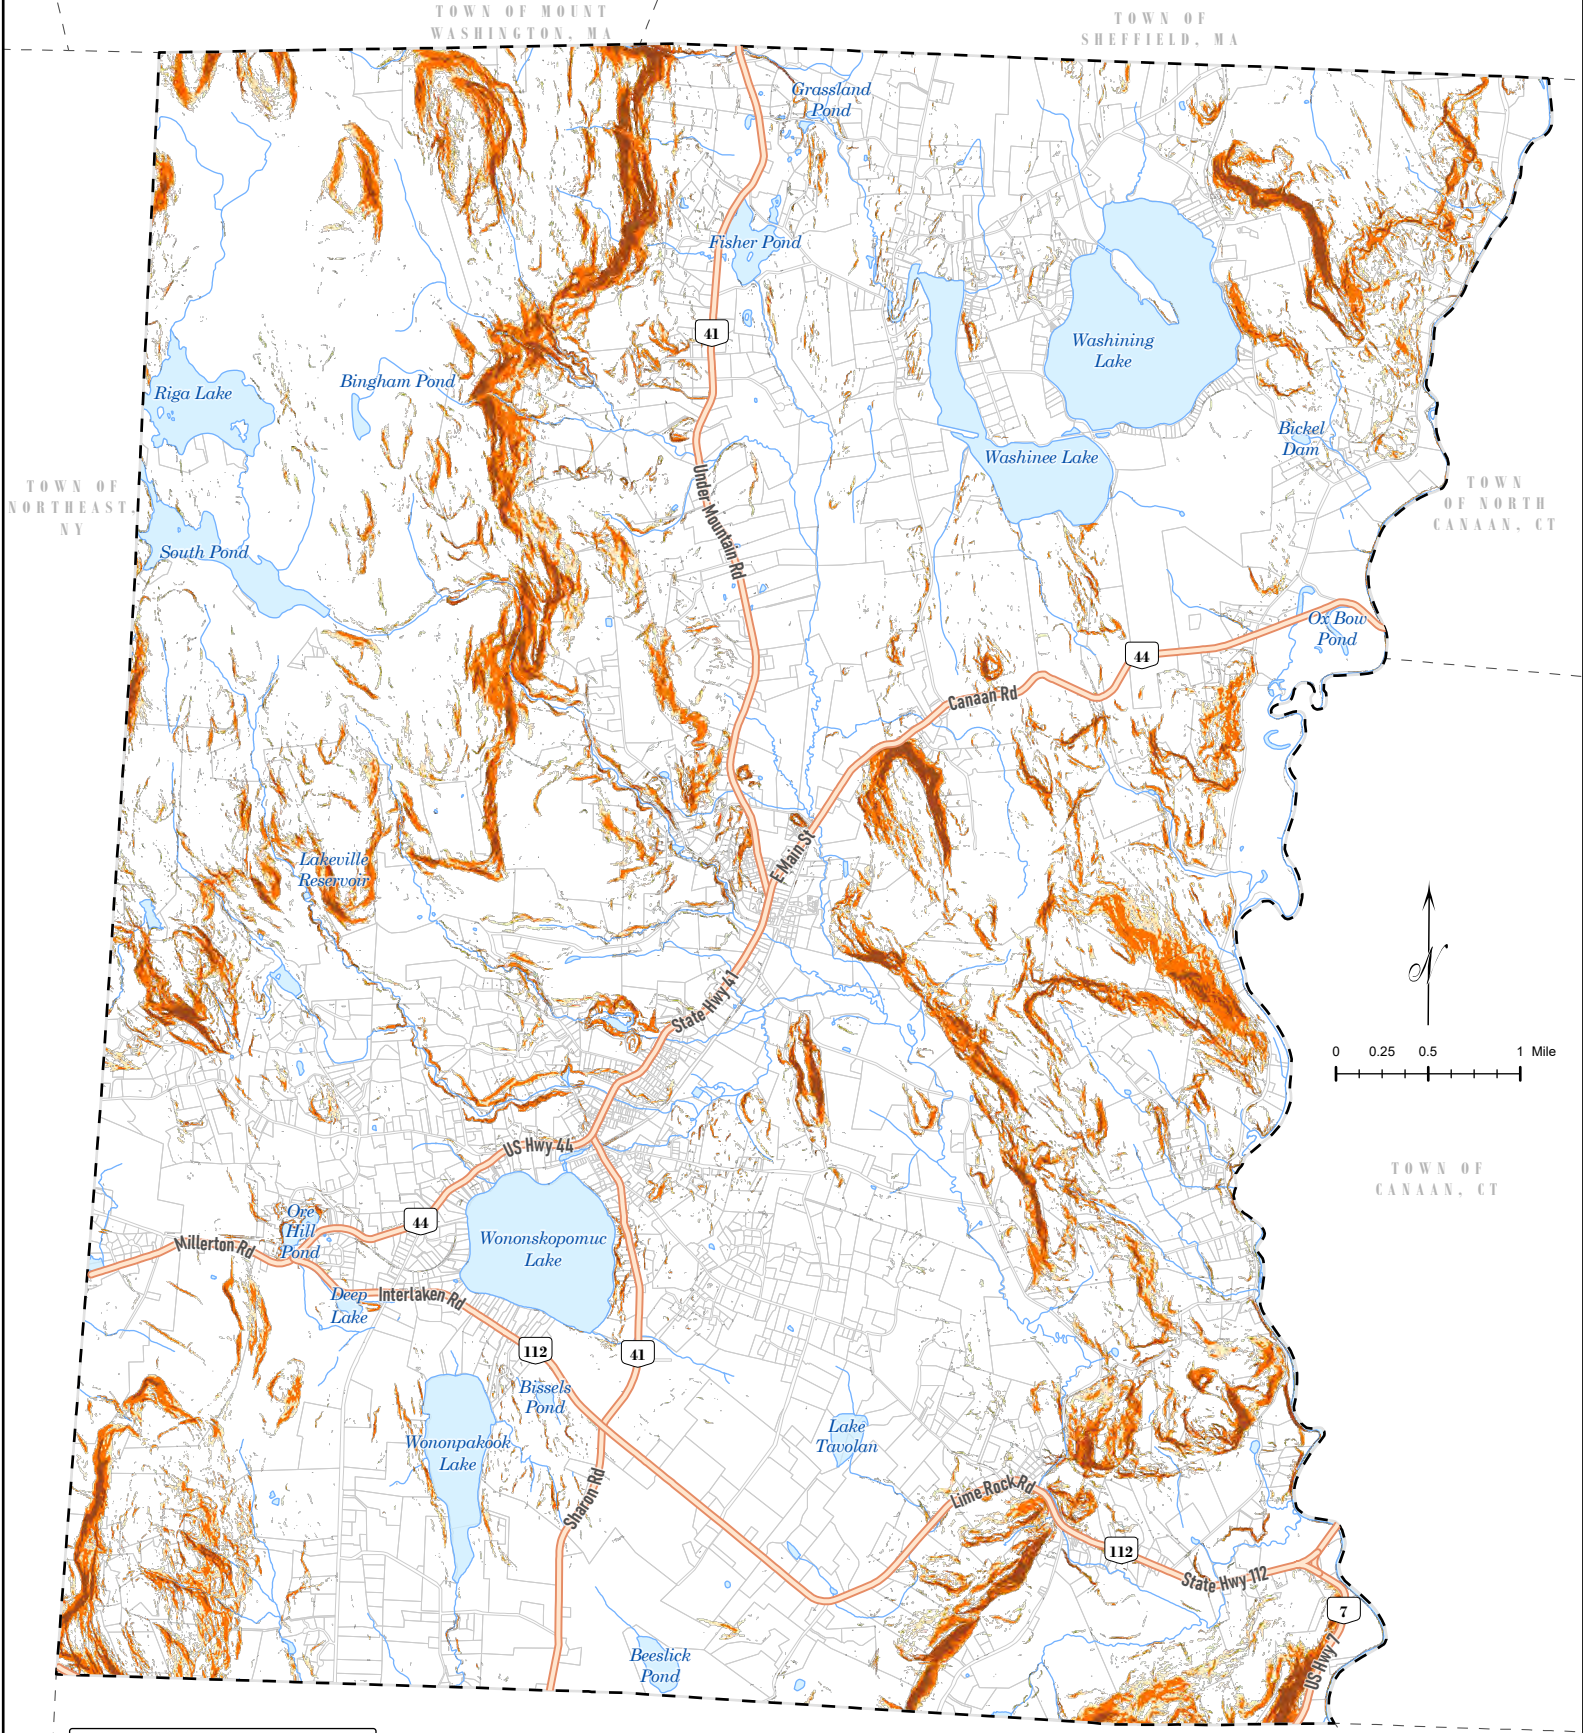 TOWN OF MOUNT
WASHINGTON, MA
TOWN OF
SHEFFIELD, MA
Grassland
Pond
Fisher Pond
41
Washining
Lake
Riga Lake
Bingham Pond
Bickel
Dam
Washinee Lake
TOWN OF
NORTHEAST,
NY
TOWN
OF NORTH
CANAAN, CT
Under Mountain Rd
South Pond
Ox Bow
Pond
44
Canaan Rd
E Main St
Lakeville
Reservoir
N
State Hwy 41
0 0.25 0.5 1 Mile
US Hwy 44
TOWN OF
CANAAN, CT
Ore
Hill
Pond
44
Millerton Rd
Wononskopomuc
Lake
Deep
Lake
Interlaken Rd
112
41
Bissels
Pond
Wononpakook
Lake
Lake
Tavolan
Sharon Rd
Lime Rock Rd
112
State Hwy 112
7
US Hwy 7
Beeslick
Pond